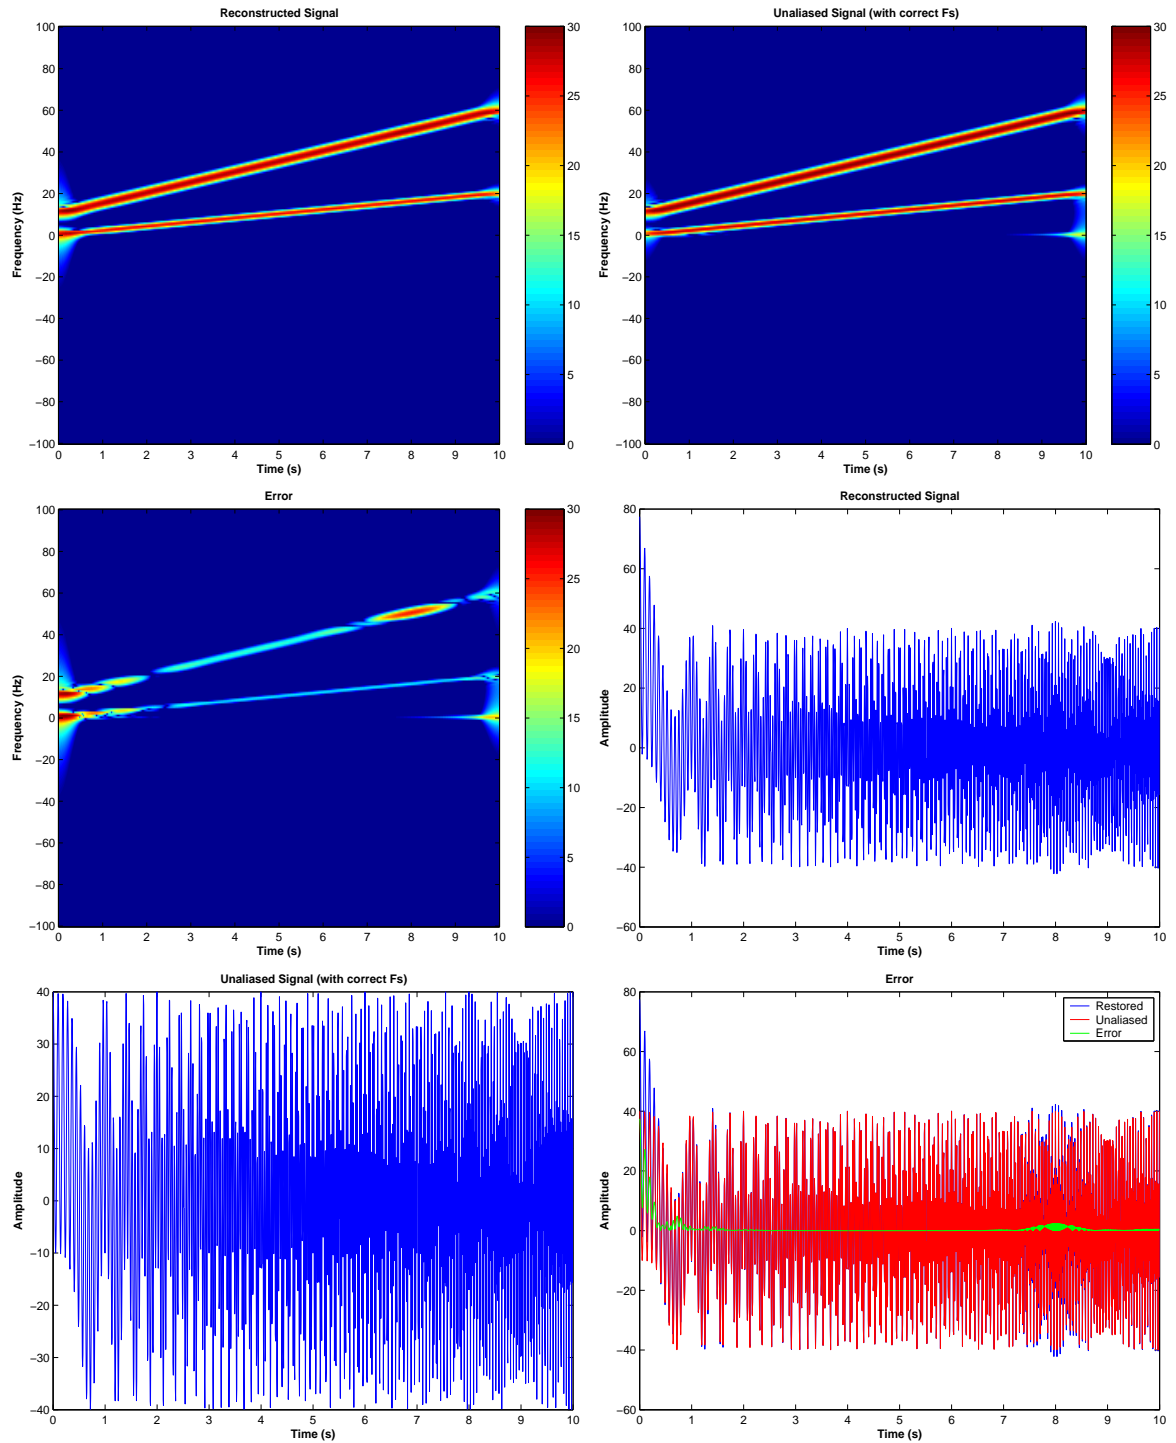 Reconstructed Signal
100
80
60
40
20
0
−20
−40
−60
−80
−100
Frequency (Hz)
0 1 2 3 4 5 6 7 8 9 10
Time (s)
30
25
20
15
10
5
0
Unaliased Signal (with correct Fs)
100
80
60
40
20
0
−20
−40
−60
−80
−100
Frequency (Hz)
0 1 2 3 4 5 6 7 8 9 10
Time (s)
30
25
20
15
10
5
0
Error
100
80
60
40
20
0
−20
−40
−60
−80
−100
Frequency (Hz)
0 1 2 3 4 5 6 7 8 9 10
Time (s)
30
25
20
15
10
5
0
Reconstructed Signal
80
60
40
20
0
−20
−40
−60
Amplitude
0 1 2 3 4 5 6 7 8 9 10
Time (s)
Unaliased Signal (with correct Fs)
40
30
20
10
0
−10
−20
−30
−40
Amplitude
0 1 2 3 4 5 6 7 8 9 10
Time (s)
Error
80
60
40
20
0
−20
−40
−60
Amplitude
Restored
Unaliased
Error
0 1 2 3 4 5 6 7 8 9 10
Time (s)